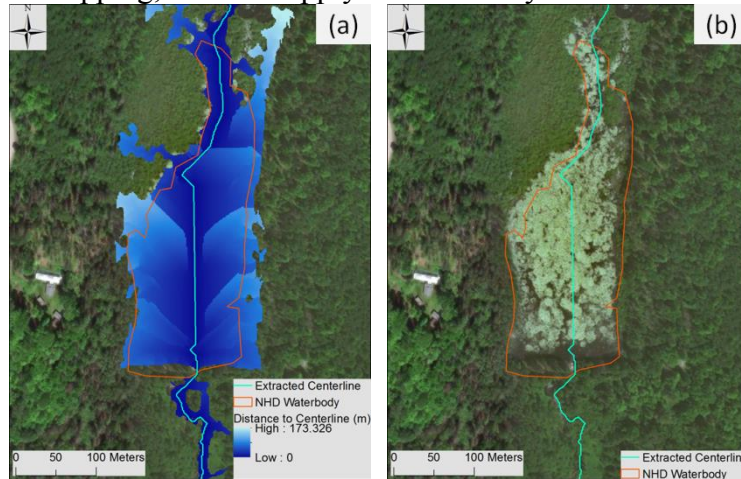 (a)
N
Extracted Centerline
NHD Waterbody
Distance to Centerline (m)
High : 173.326
Low : 0
0 50 100 Meters
(b)
N
0 50 100 Meters
Extracted Centerline
NHD Waterbody